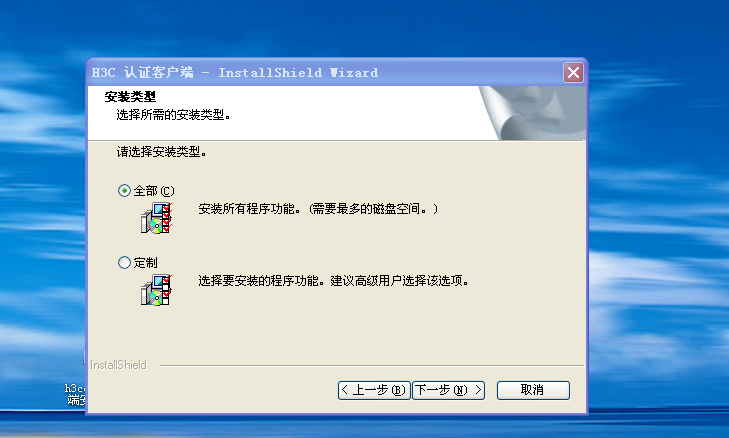 H3C 认证客户端 - InstallShield Wizard
安装类型
选择所需的安装类型。
请选择安装类型。
全部(C)
安装所有程序功能。(需要最多的磁盘空间。)
定制
选择要安装的程序功能。建议高级用户选择该选项。
InstallShield
h3c
端
< 上一步(B) 下一步(N) > 取消